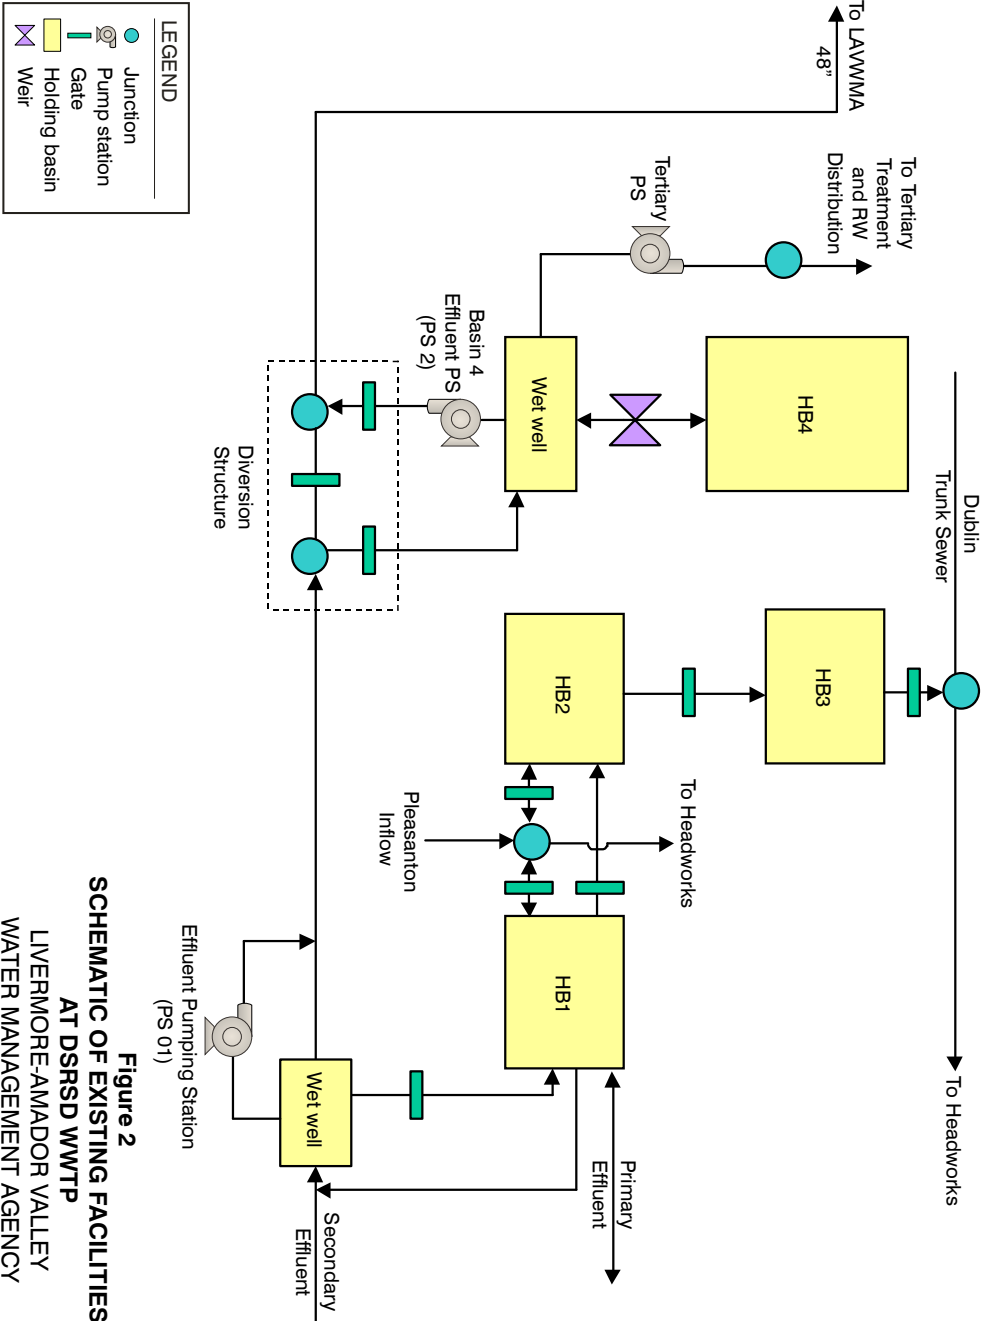 Dublin
Trunk Sewer
To Headworks
To LAVWMA
48”
To Tertiary
Treatment
and RW
Distribution
Tertiary
PS
HB4
HB3
To Headworks
Wet well
HB2
HB1
Primary
Effluent
Basin 4
Effluent PS
(PS 2)
Pleasanton
Inflow
Diversion
Structure
Wet well
Secondary
Effluent
Effluent Pumping Station
(PS 01)
LEGEND
Junction
Pump station
Gate
Holding basin
Weir
Figure 2
SCHEMATIC OF EXISTING FACILITIES
AT DSRSD WWTP
LIVERMORE-AMADOR VALLEY
WATER MANAGEMENT AGENCY